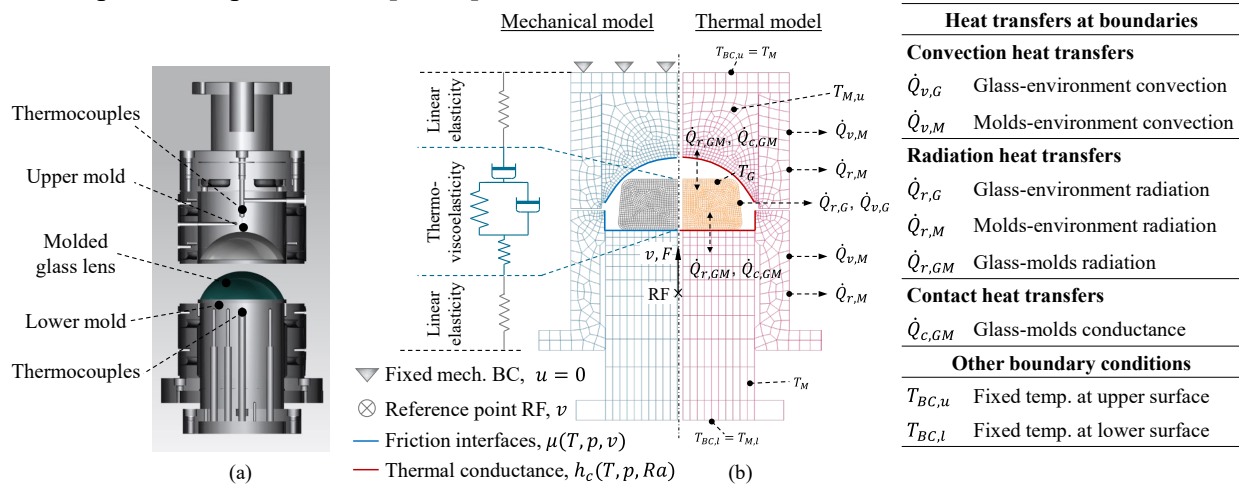 Mechanical model
Thermal model
Thermocouples
Upper mold
Molded
glass lens
Lower mold
Thermocouples
(a)
Linear
elasticity
Thermo-
viscoelasticity
Linear
elasticity
T_{BC,u} = T_M
T_{M,u}
Q̇_{v,M}
Q̇_{r,GM}, Q̇_{c,GM}
Q̇_{r,M}
T_G
Q̇_{r,G}, Q̇_{v,G}
v, F
Q̇_{r,GM}, Q̇_{c,GM}
Q̇_{v,M}
RF
Q̇_{r,M}
T_M
T_{BC,l} = T_{M,l}
Fixed mech. BC, u = 0
Reference point RF, v
Friction interfaces, μ(T, p, v)
Thermal conductance, h_c(T, p, Ra)
(b)
Heat transfers at boundaries
Convection heat transfers
Q̇_{v,G} Glass-environment convection
Q̇_{v,M} Molds-environment convection
Radiation heat transfers
Q̇_{r,G} Glass-environment radiation
Q̇_{r,M} Molds-environment radiation
Q̇_{r,GM} Glass-molds radiation
Contact heat transfers
Q̇_{c,GM} Glass-molds conductance
Other boundary conditions
T_{BC,u} Fixed temp. at upper surface
T_{BC,l} Fixed temp. at lower surface